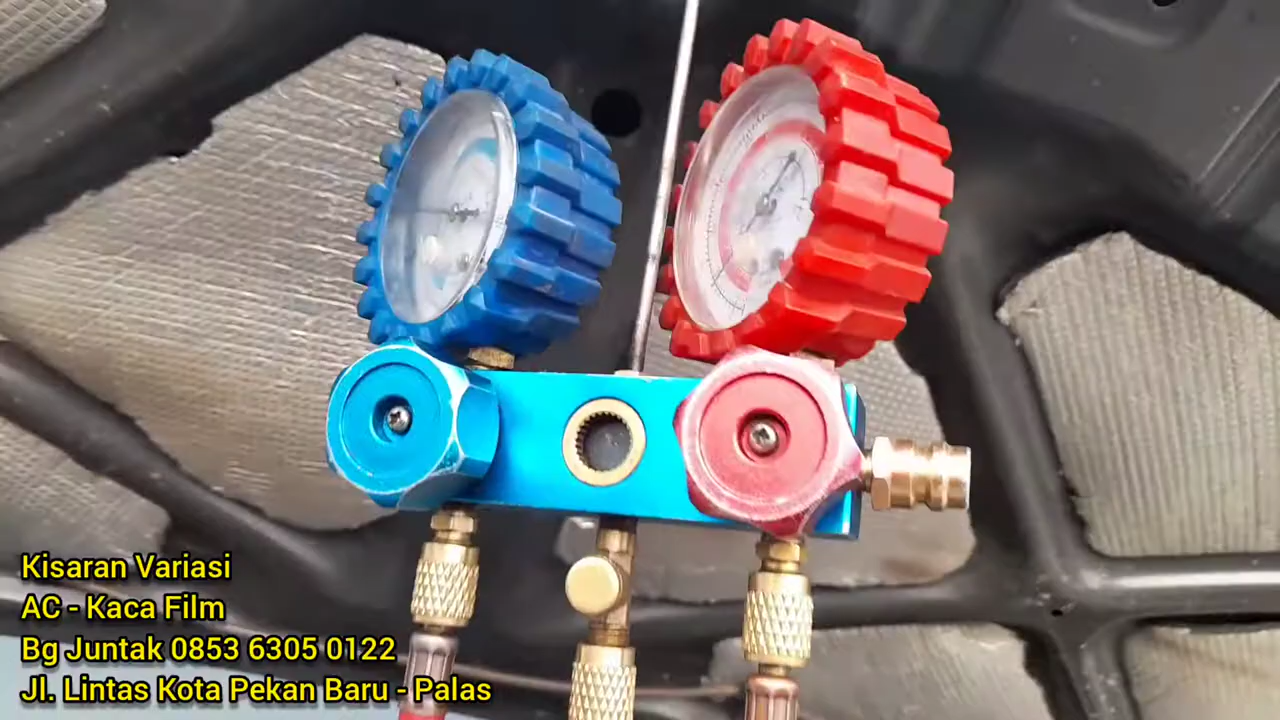 Kisaran Variasi
AC - Kaca Film
Bg Juntak 0853 6305 0122
Jl. Lintas Kota Pekan Baru - Palas